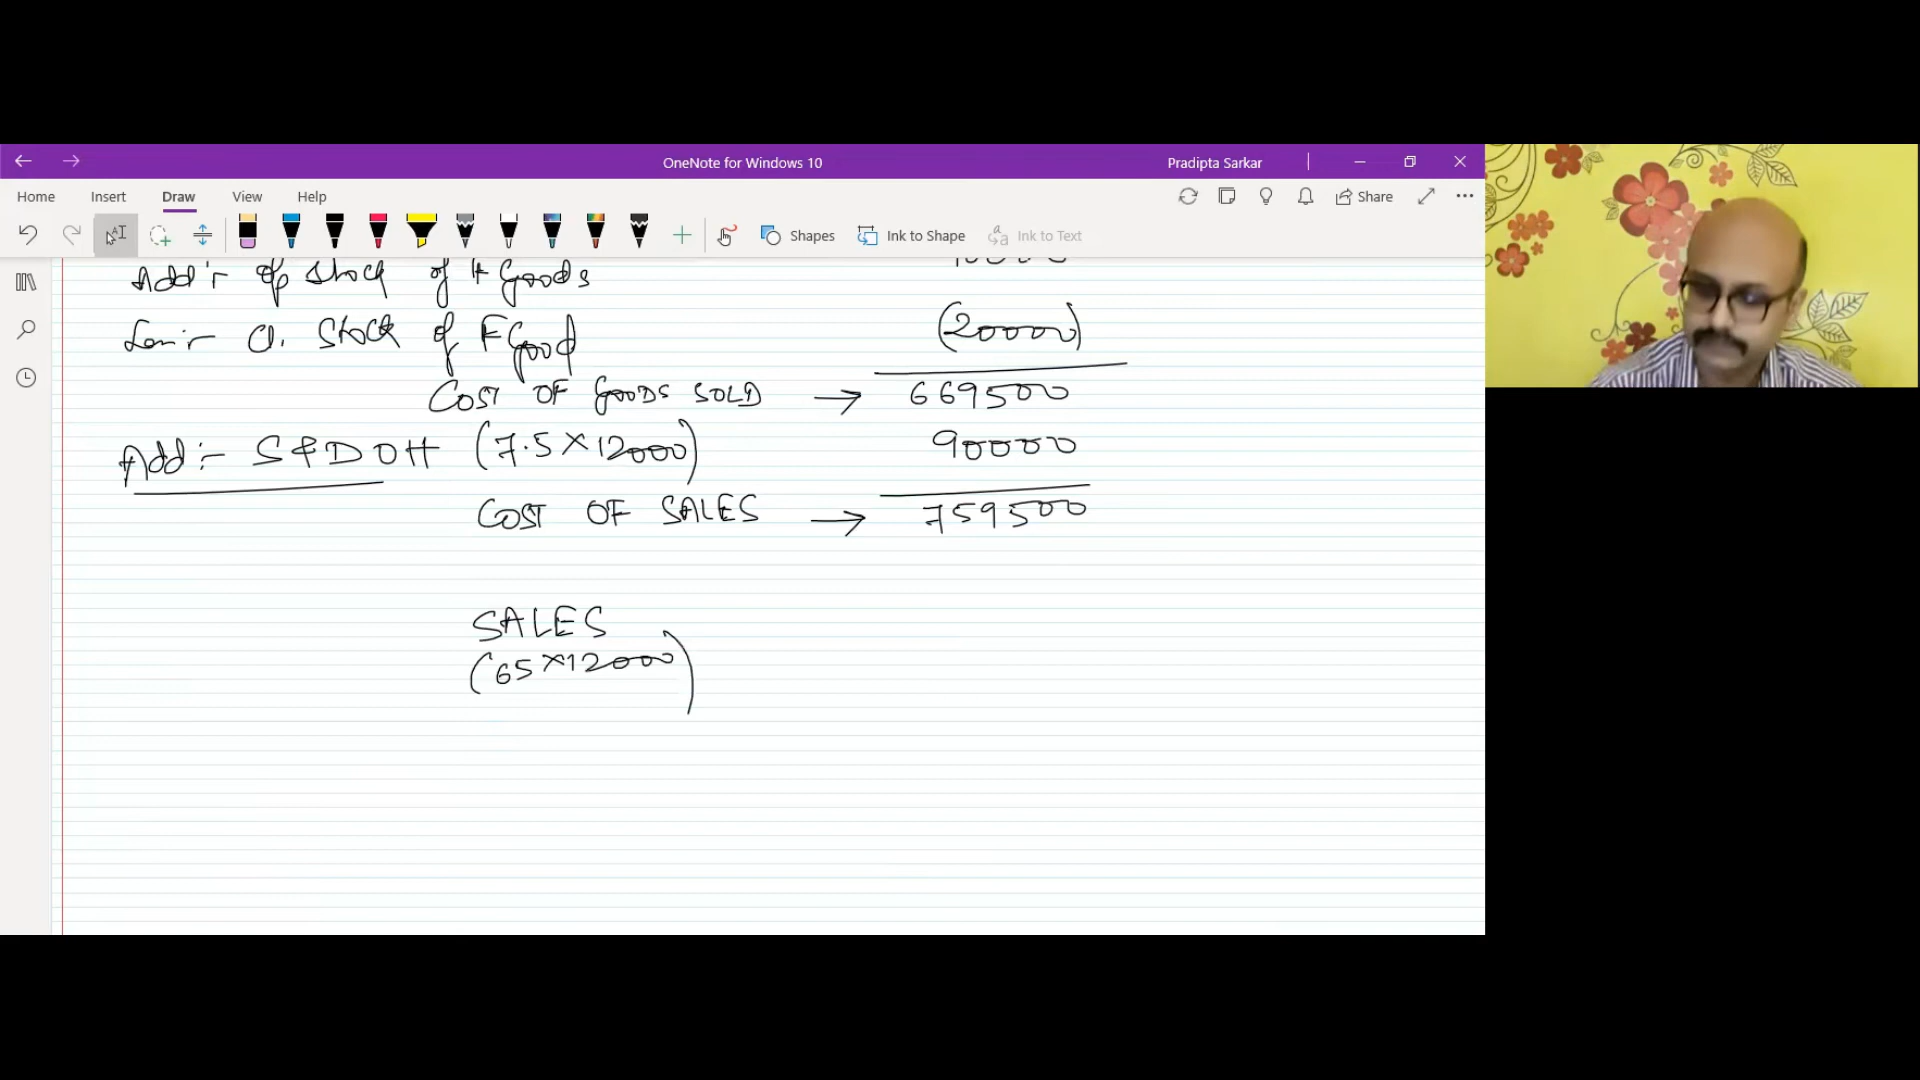 OneNote for Windows 10
Pradipta Sarkar
Home Insert Draw View Help
Share
Shapes Ink to Shape Ink to Text
Add:- Op Stock of F Goods
Less:- Cl. Stock of F Good (20000)
COST OF GOODS SOLD → 669500
Add:- S&D OH (7.5×12000) 90000
COST OF SALES → 759500
SALES
(65×12000)